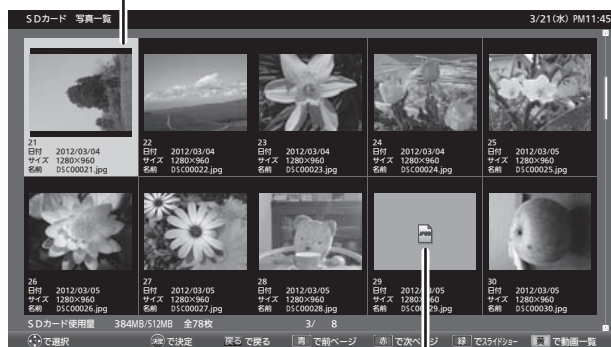 SDカード 写真一覧 3/21(水) PM11:45
21
日付 2012/03/04
サイズ 1280×960
名前 DSC00021.jpg
22
日付 2012/03/04
サイズ 1280×960
名前 DSC00022.jpg
23
日付 2012/03/04
サイズ 1280×960
名前 DSC00023.jpg
24
日付 2012/03/04
サイズ 1280×960
名前 DSC00024.jpg
25
日付 2012/03/05
サイズ 1280×960
名前 DSC00025.jpg
26
日付 2012/03/05
サイズ 1280×960
名前 DSC00026.jpg
27
日付 2012/03/05
サイズ 1280×960
名前 DSC00027.jpg
28
日付 2012/03/05
サイズ 1280×960
名前 DSC00028.jpg
JPEG
29
日付 2012/03/05
サイズ 1280×960
名前 DSC00029.jpg
30
日付 2012/03/05
サイズ 1280×960
名前 DSC00030.jpg
SDカード使用量 384MB/512MB 全78枚 3/ 8
で選択 決定 で決定 戻る で戻る 青 で前ページ 赤 で次ページ 緑 でスライドショー 黄 で動画一覧